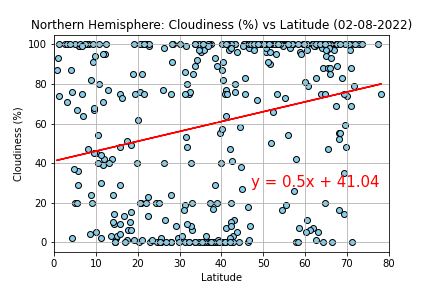 Northern Hemisphere: Cloudiness (%) vs Latitude (02-08-2022)
100
80
60
40
20
0
Cloudiness (%)
y = 0.5x + 41.04
0 10 20 30 40 50 60 70 80
Latitude